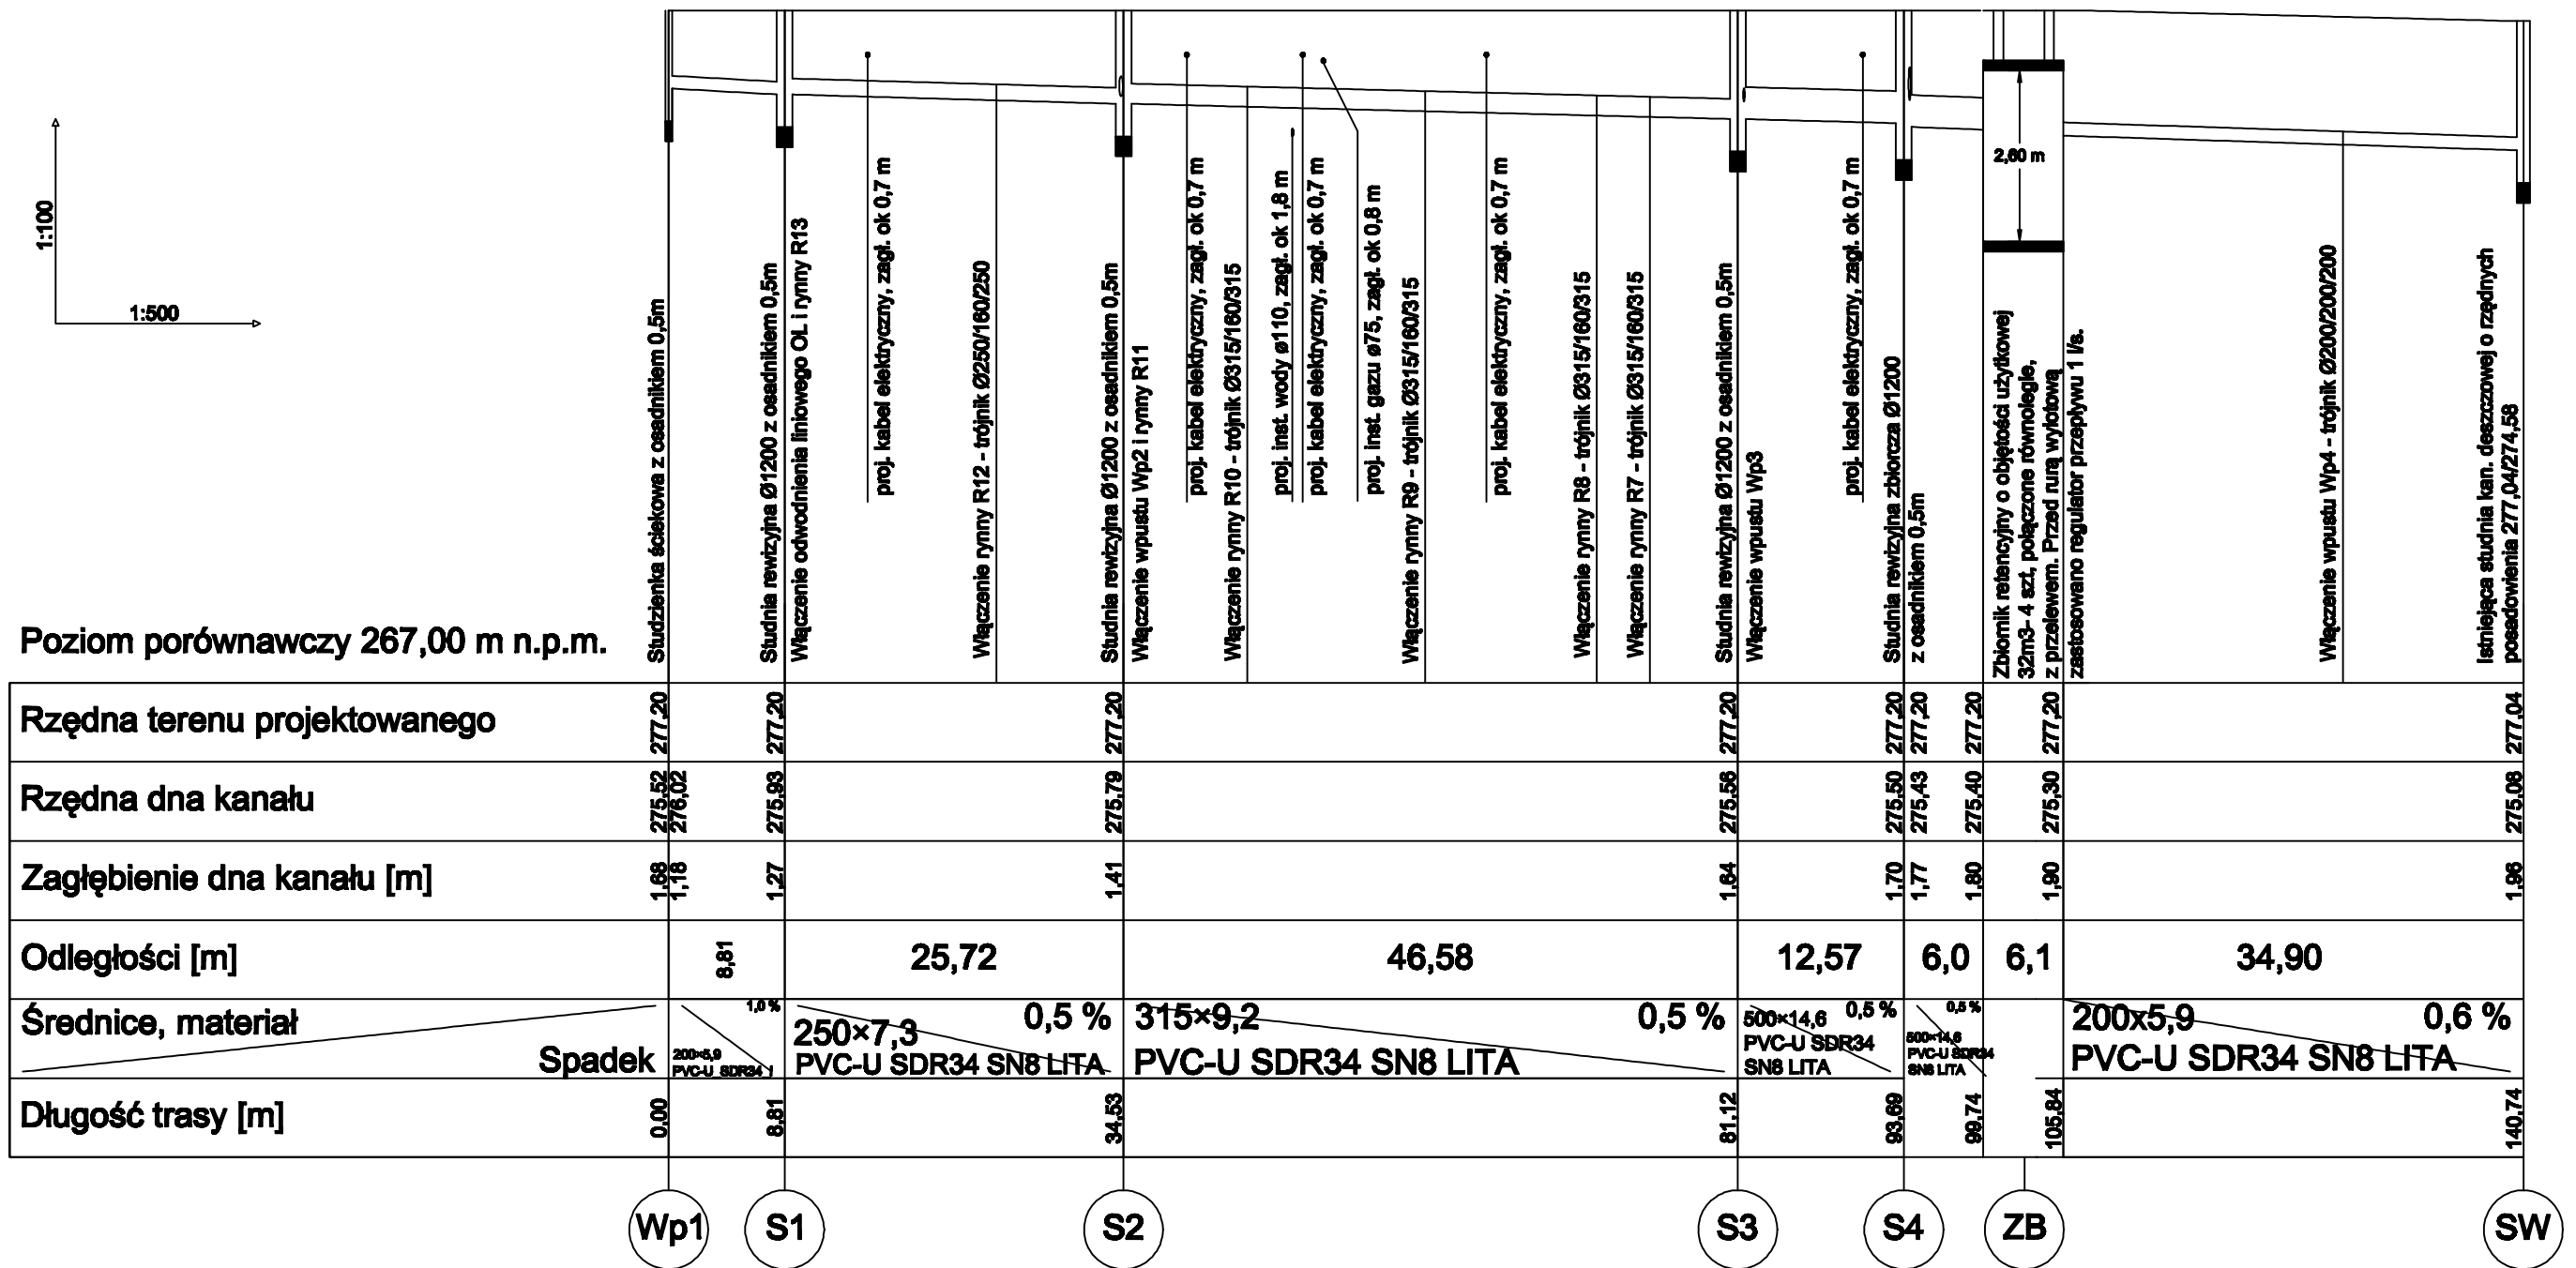 1:100
1:500
2,60 m
Studzienka ściekowa z osadnikiem 0,5m
Studnia rewizyjna Ø1200 z osadnikiem 0,5m
Włączenie odwodnienia liniowego OL i rynny R13
proj. kabel elektryczny, zagł. ok 0,7 m
Włączenie rynny R12 - trójnik Ø250/160/250
Studnia rewizyjna Ø1200 z osadnikiem 0,5m
Włączenie wpustu Wp2 i rynny R11
proj. kabel elektryczny, zagł. ok 0,7 m
Włączenie rynny R10 - trójnik Ø315/160/315
proj. inst. wody ø110, zagł. ok 1,8 m
proj. kabel elektryczny, zagł. ok 0,7 m
proj. inst. gazu ø75, zagł. ok 0,8 m
Włączenie rynny R9 - trójnik Ø315/160/315
proj. kabel elektryczny, zagł. ok 0,7 m
Włączenie rynny R8 - trójnik Ø315/160/315
Włączenie rynny R7 - trójnik Ø315/160/315
Studnia rewizyjna Ø1200 z osadnikiem 0,5m
Włączenie wpustu Wp3
proj. kabel elektryczny, zagł. ok 0,7 m
Studnia rewizyjna zbiorcza Ø1200
z osadnikiem 0,5m
Zbiornik retencyjny o objętości użytkowej
32m3- 4 szt, połączone równolegle,
z przelewem. Przed rurą wylotową
zastosowano regulator przepływu 1 l/s.
Włączenie wpustu Wp4 - trójnik Ø200/200/200
Istniejąca studnia kan. deszczowej o rzędnych
posadowienia 277,04/274,58
Poziom porównawczy 267,00 m n.p.m.
Rzędna terenu projektowanego
277,20 277,20 277,20 277,20 277,20 277,20 277,20 277,20 277,04
Rzędna dna kanału
275,52 276,02 275,93 275,79 275,56 275,50 275,43 275,40 275,30 275,08
Zagłębienie dna kanału [m]
1,68 1,18 1,27 1,41 1,64 1,70 1,77 1,80 1,90 1,96
Odległości [m]
8,81 25,72 46,58 12,57 6,0 6,1 34,90
Średnice, materiał
Spadek
1,0 %
200×5,9
PVC-U SDR34
0,5 %
250×7,3
PVC-U SDR34 SN8 LITA
315×9,2 0,5 %
PVC-U SDR34 SN8 LITA
0,5 %
500×14,6
PVC-U SDR34
SN8 LITA
0,5 %
500×14,6
PVC-U SDR34
SN8 LITA
200x5,9 0,6 %
PVC-U SDR34 SN8 LITA
Długość trasy [m]
0,00 8,81 34,53 81,12 93,69 99,74 105,84 140,74
Wp1 S1 S2 S3 S4 ZB SW